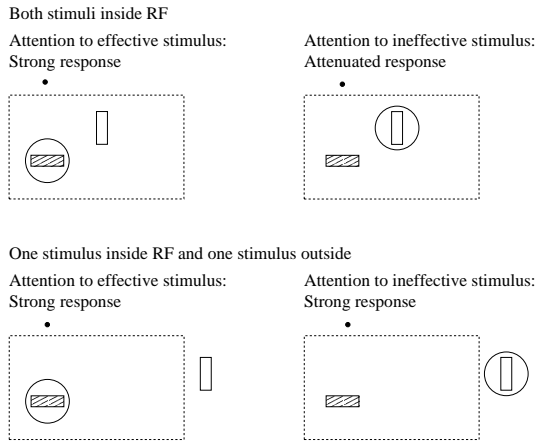 Both stimuli inside RF
Attention to effective stimulus:
Strong response
Attention to ineffective stimulus:
Attenuated response
One stimulus inside RF and one stimulus outside
Attention to effective stimulus:
Strong response
Attention to ineffective stimulus:
Strong response